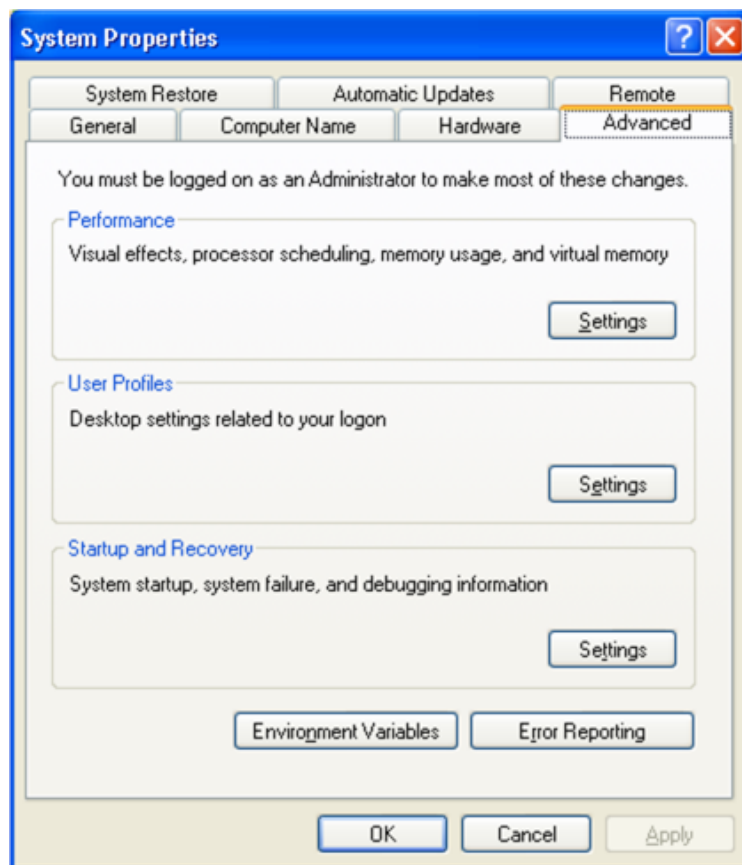 System Properties
System Restore
Automatic Updates
Remote
General
Computer Name
Hardware
Advanced
You must be logged on as an Administrator to make most of these changes.
Performance
Visual effects, processor scheduling, memory usage, and virtual memory
Settings
User Profiles
Desktop settings related to your logon
Settings
Startup and Recovery
System startup, system failure, and debugging information
Settings
Environment Variables
Error Reporting
OK
Cancel
Apply